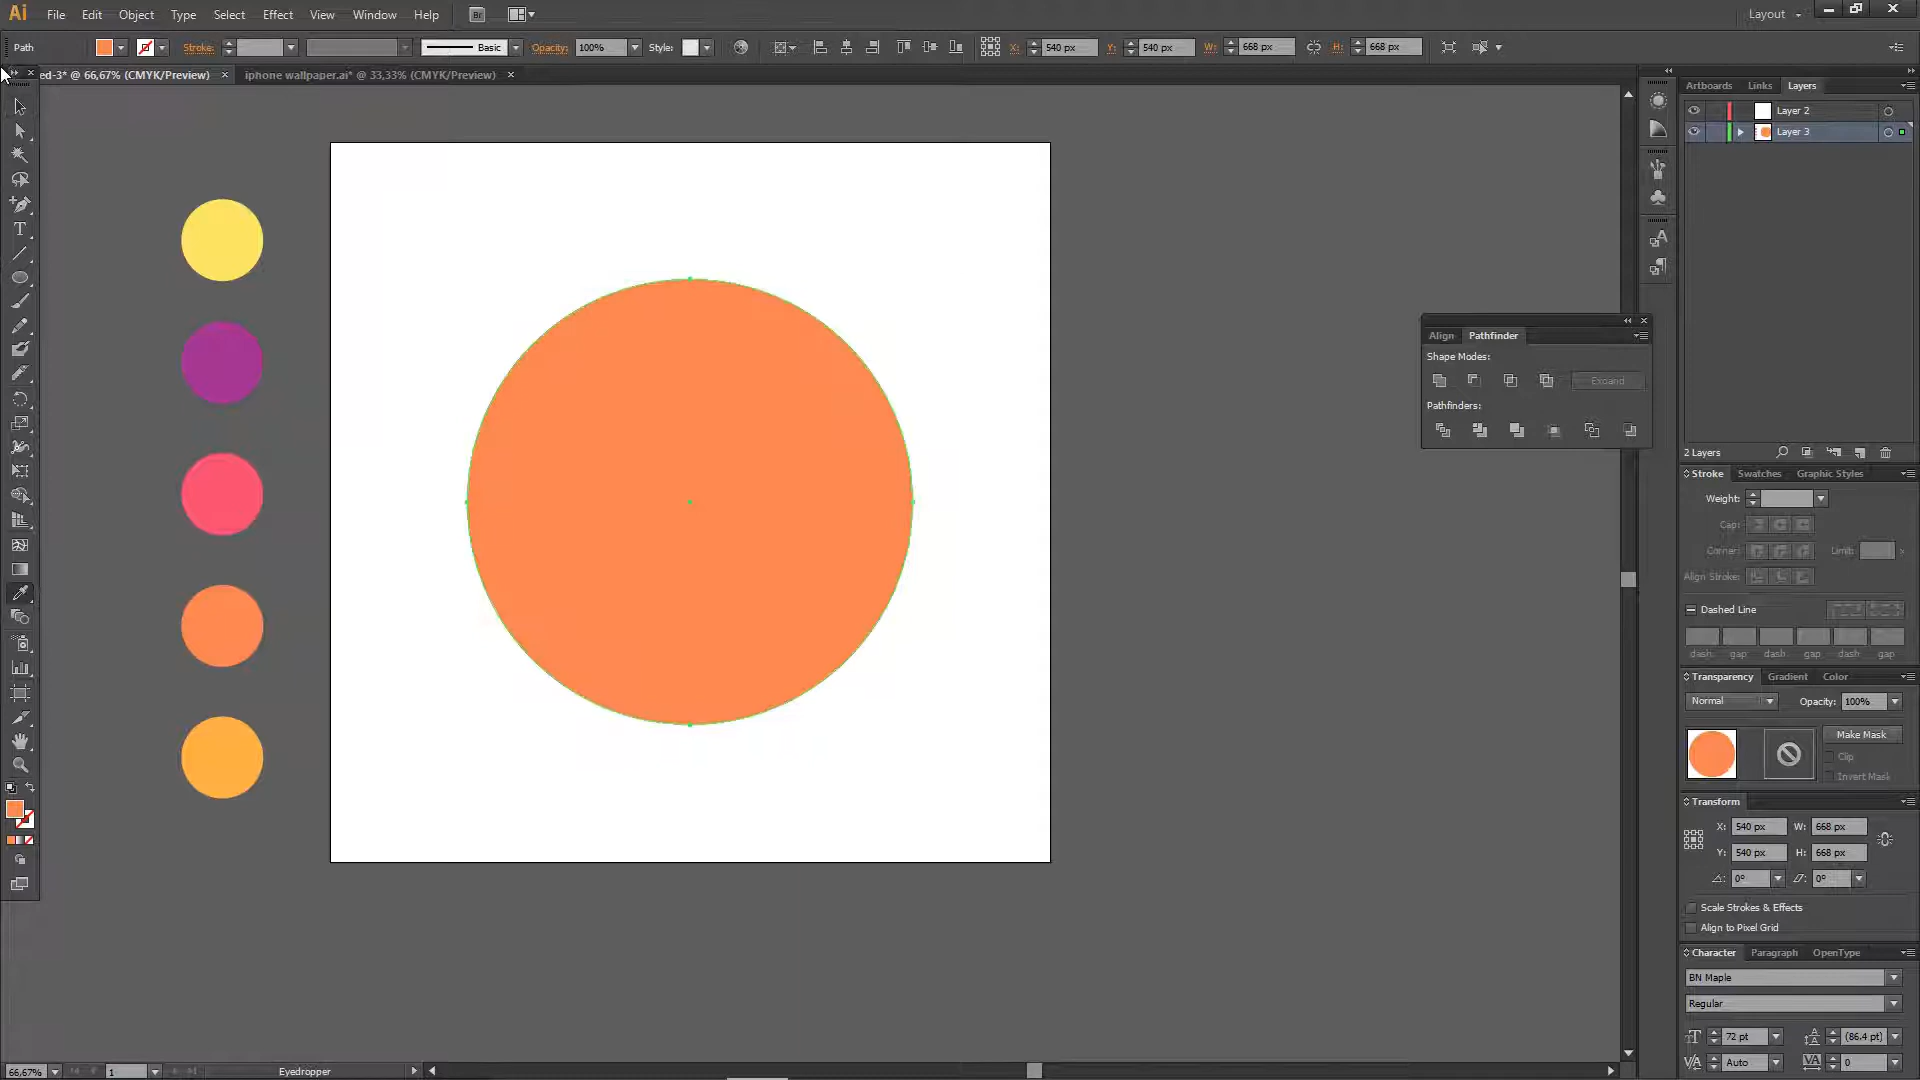 Ai File Edit Object Type Select Effect View Window Help Br Layout
Path Stroke: Basic Opacity: 100% Style: X: 540 px Y: 540 px W: 668 px H: 668 px
ed-3* @ 66,67% (CMYK/Preview) × iphone wallpaper.ai* @ 33,33% (CMYK/Preview) ×
Artboards Links Layers
Layer 2
Layer 3
Align Pathfinder
Shape Modes:
Expand
Pathfinders:
2 Layers
Stroke Swatches Graphic Styles
Weight:
Cap:
Corner: Limit: x
Align Stroke:
Dashed Line
dash gap dash gap dash gap
Transparency Gradient Color
Normal Opacity: 100%
Make Mask
Clip
Invert Mask
Transform
X: 540 px W: 668 px
Y: 540 px H: 668 px
0° 0°
Scale Strokes & Effects
Align to Pixel Grid
Character Paragraph OpenType
BN Maple
Regular
72 pt (86,4 pt)
Auto 0
66,67% 1 Eyedropper